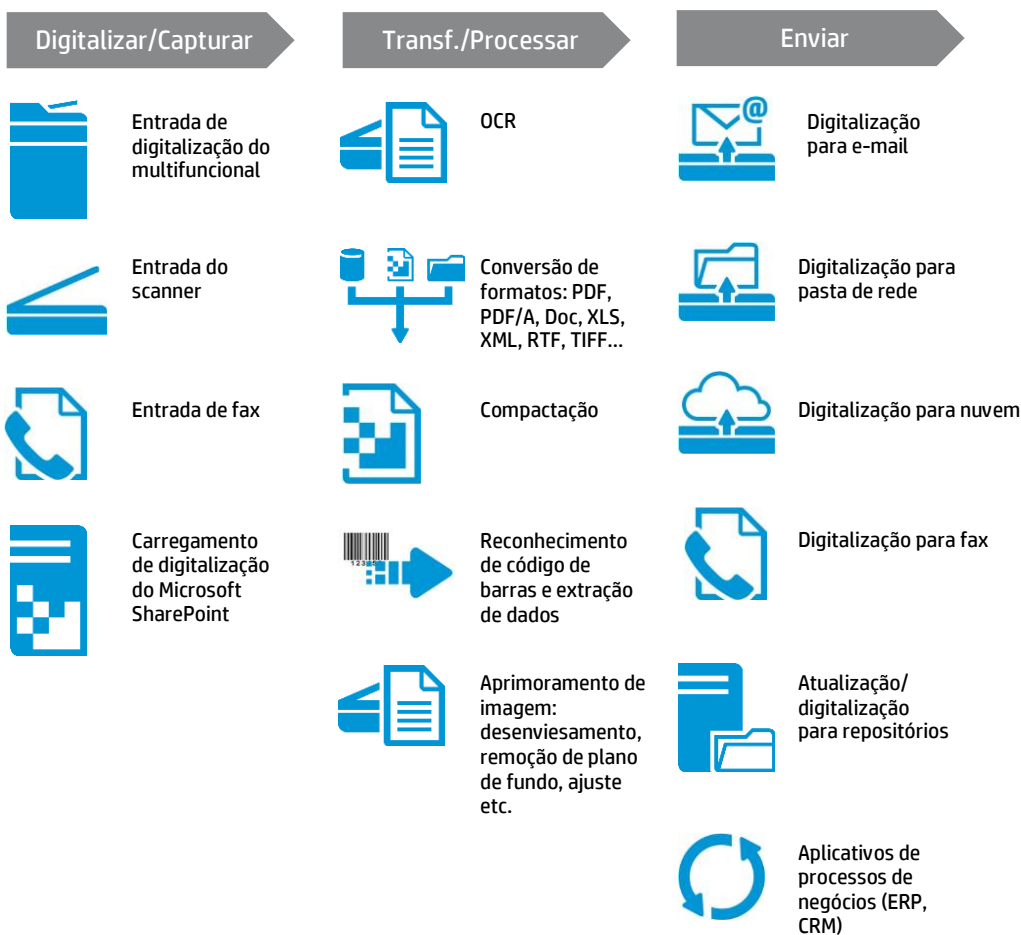 Digitalizar/Capturar
Entrada de
digitalização do
multifuncional
Entrada do
scanner
Entrada de fax
Carregamento
de digitalização
do Microsoft
SharePoint
Transf./Processar
OCR
Conversão de
formatos: PDF,
PDF/A, Doc, XLS,
XML, RTF, TIFF...
Compactação
Reconhecimento
de código de
barras e extração
de dados
Aprimoramento de
imagem:
desenviesamento,
remoção de plano
de fundo, ajuste
etc.
Enviar
Digitalização
para e-mail
Digitalização para
pasta de rede
Digitalização para nuvem
Digitalização para fax
Atualização/
digitalização
para repositórios
Aplicativos de
processos de
negócios (ERP,
CRM)